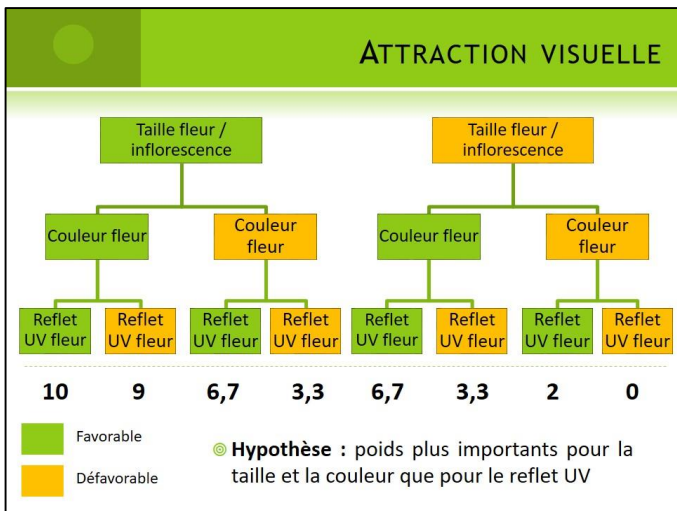 ATTRACTION VISUELLE
Taille fleur /
inflorescence
Taille fleur /
inflorescence
Couleur fleur
Couleur
fleur
Couleur fleur
Couleur
fleur
Reflet
UV fleur
Reflet
UV fleur
Reflet
UV fleur
Reflet
UV fleur
Reflet
UV fleur
Reflet
UV fleur
Reflet
UV fleur
Reflet
UV fleur
10 9 6,7 3,3 6,7 3,3 2 0
Favorable
Défavorable
Hypothèse : poids plus importants pour la
taille et la couleur que pour le reflet UV